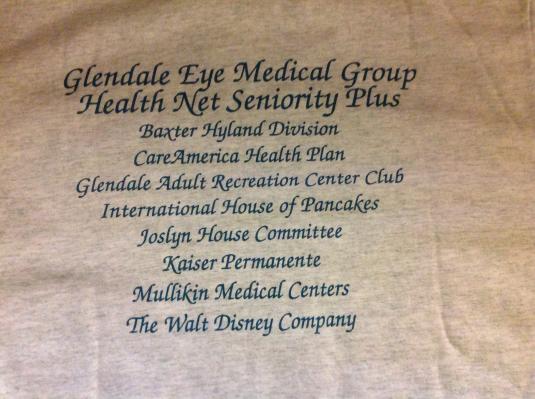 Glendale Eye Medical Group
Health Net Seniority Plus
Baxter Hyland Division
CareAmerica Health Plan
Glendale Adult Recreation Center Club
International House of Pancakes
Joslyn House Committee
Kaiser Permanente
Mullikin Medical Centers
The Walt Disney Company